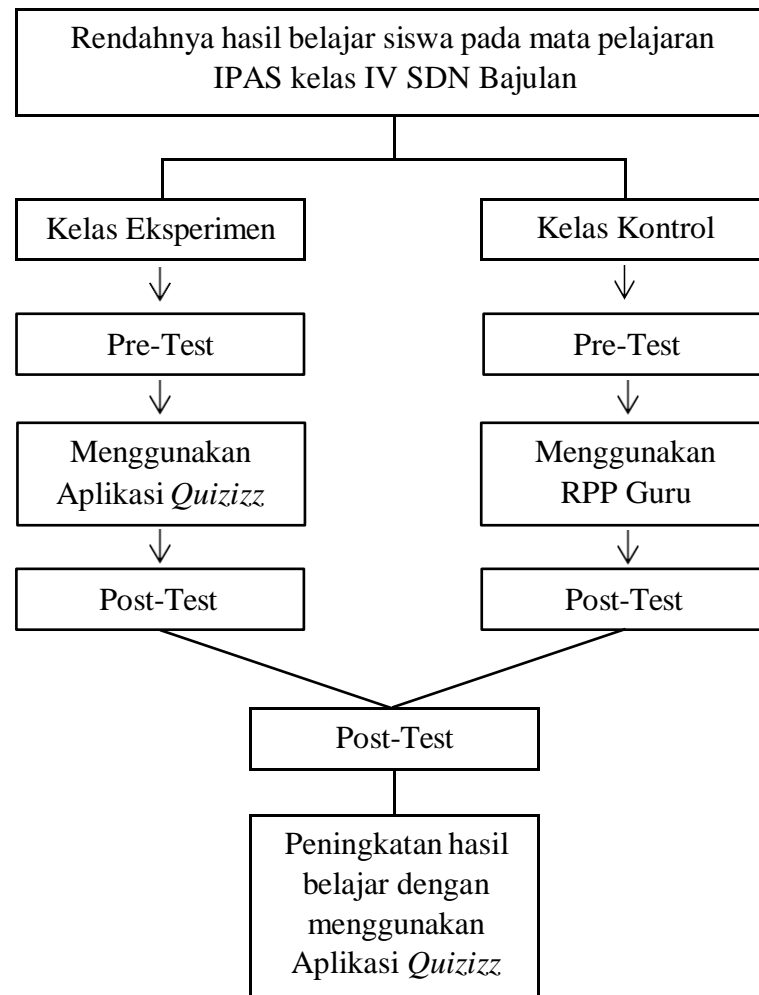 Rendahnya hasil belajar siswa pada mata pelajaran
IPAS kelas IV SDN Bajulan
Kelas Eksperimen
Kelas Kontrol
Pre-Test
Pre-Test
Menggunakan
Aplikasi Quizizz
Menggunakan
RPP Guru
Post-Test
Post-Test
Post-Test
Peningkatan hasil
belajar dengan
menggunakan
Aplikasi Quizizz